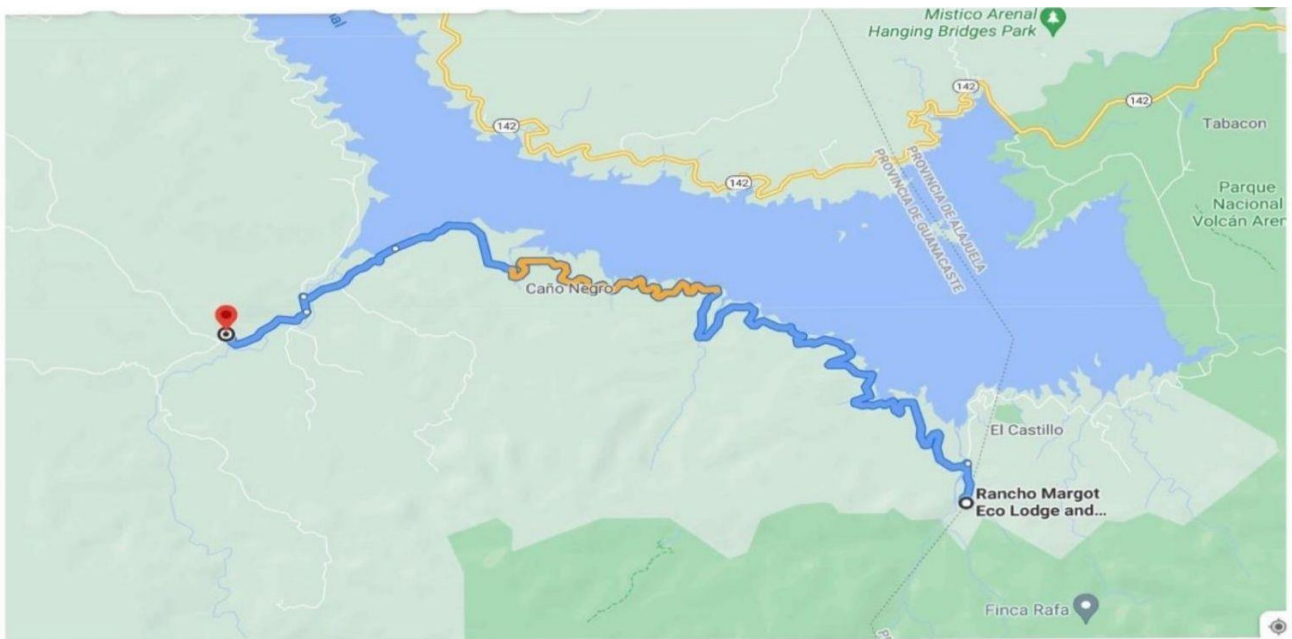 Mistico Arenal
Hanging Bridges Park
142
142
142
142
Tabacon
PROVINCIA DE ALAJUELA
PROVINCIA DE GUANACASTE
Parque
Nacional
Volcán Aren
Caño Negro
El Castillo
Rancho Margot
Eco Lodge and...
Finca Rafa